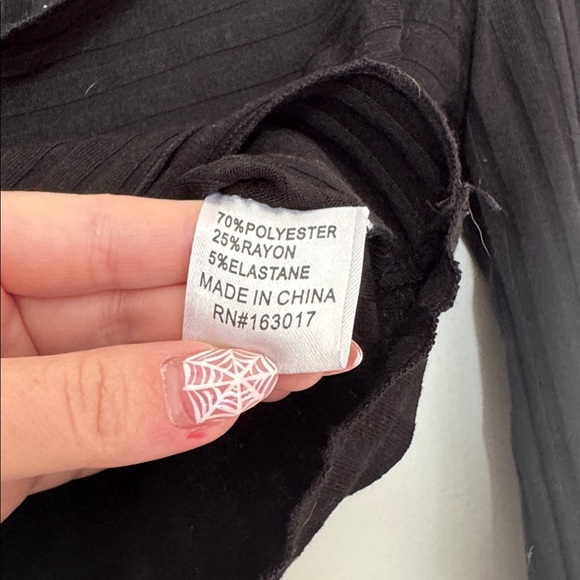 70%POLYESTER
25%RAYON
5%ELASTANE
MADE IN CHINA
RN#163017